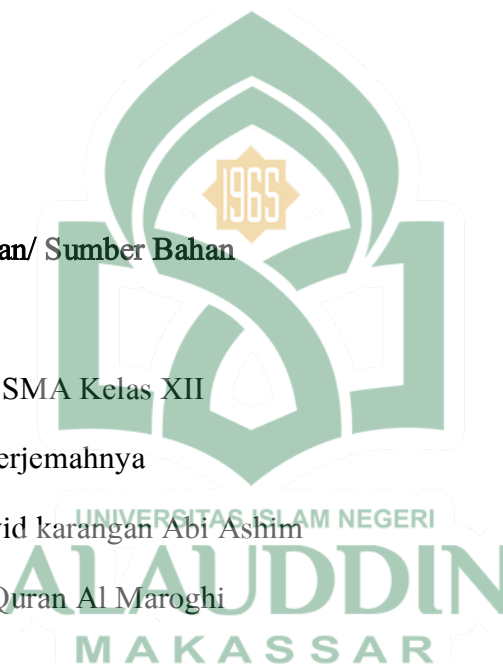 1965
an/ Sumber Bahan
SMA Kelas XII
erjemahnya
UNIVERSITAS ISLAM NEGERI
vid karangan Abi Ashim
ALAUDDIN
Quran Al Maroghi
MAKASSAR